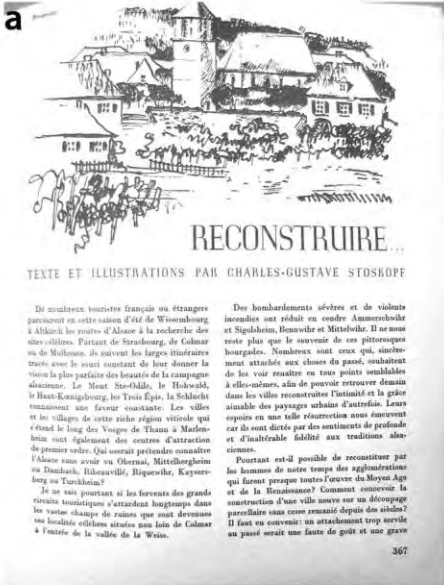 a
RECONSTRUIRE...
TEXTE ET ILLUSTRATIONS PAR CHARLES-GUSTAVE STOSKOPF
De nombreux touristes français ou étrangers
parcourent en cette saison d'été de Wissembourg
à Altkirch les routes d'Alsace à la recherche des
sites célèbres. Partant de Strasbourg, de Colmar
ou de Mulhouse, ils suivent les larges itinéraires
tracés avec le souci constant de leur donner la
vision la plus parfaite des beautés de la campagne
alsacienne. Le Mont Ste-Odile, le Hohwald,
le Haut-Kœnigsbourg, les Trois Épis, la Schlucht
connaissent une faveur constante. Les villes
et les villages de cette riche région viticole qui
s'étend le long des Vosges de Thann à Marlen-
heim sont également des centres d'attraction
de premier ordre. Qui oserait prétendre connaître
l'Alsace sans avoir vu Obernai, Mittelbergheim
ou Dambach, Ribeauvillé, Riquewihr, Kaysers-
berg ou Turckheim?
Je ne sais pourtant si les fervents des grands
circuits touristiques s'attardent longtemps dans
les vastes champs de ruines que sont devenues
ces localités célèbres situées non loin de Colmar
à l'entrée de la vallée de la Weiss.
Des bombardements sévères et de violents
incendies ont réduit en cendre Ammerschwihr
et Sigolsheim, Bennwihr et Mittelwihr. Il ne nous
reste plus que le souvenir de ces pittoresques
bourgades. Nombreux sont ceux qui, sincère-
ment attachés aux choses du passé, souhaitent
de les voir renaître en tous points semblables
à elles-mêmes, afin de pouvoir retrouver demain
dans les villes reconstruites l'intimité et la grâce
aimable des paysages urbains d'autrefois. Leurs
espoirs en une telle résurrection nous émeuvent
car ils sont dictés par des sentiments de profonde
et d'inaltérable fidélité aux traditions alsa-
ciennes.
Pourtant est-il possible de reconstituer par
les hommes de notre temps des agglomérations
qui furent presque toutes l'œuvre du Moyen Age
et de la Renaissance? Comment concevoir la
construction d'une ville neuve sur un découpage
parcellaire sans cesse remanié depuis des siècles?
Il faut en convenir: un attachement trop servile
au passé serait une faute de goût et une grave
367